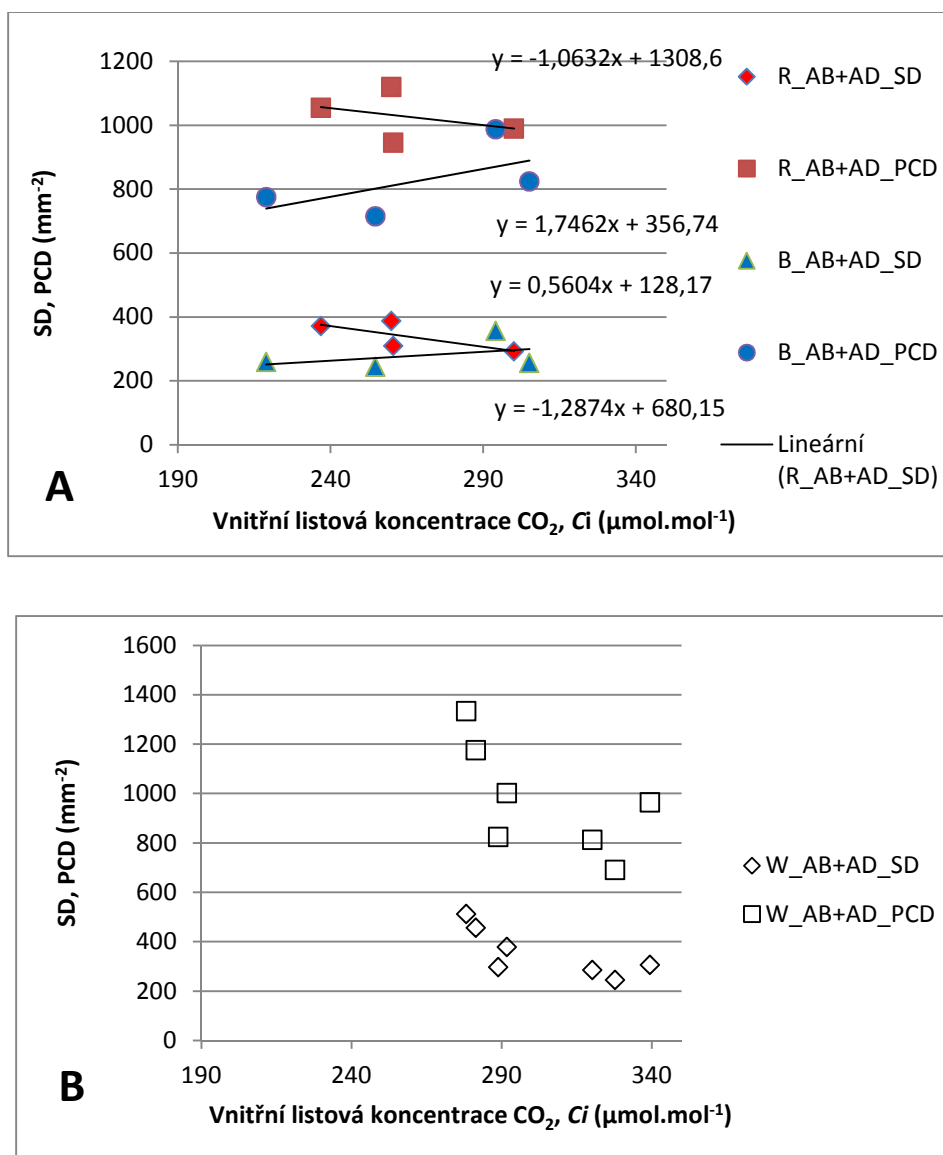 y = -1,0632x + 1308,6
1200
1000
800
600
400
200
0
y = 1,7462x + 356,74
y = 0,5604x + 128,17
y = -1,2874x + 680,15
SD, PCD (mm⁻²)
190
240
290
340
A
Vnitřní listová koncentrace CO₂, Ci (µmol.mol⁻¹)
R_AB+AD_SD
R_AB+AD_PCD
B_AB+AD_SD
B_AB+AD_PCD
Lineární
(R_AB+AD_SD)
1600
1400
1200
1000
800
600
400
200
0
SD, PCD (mm⁻²)
190
240
290
340
B
Vnitřní listová koncentrace CO₂, Ci (µmol.mol⁻¹)
W_AB+AD_SD
W_AB+AD_PCD